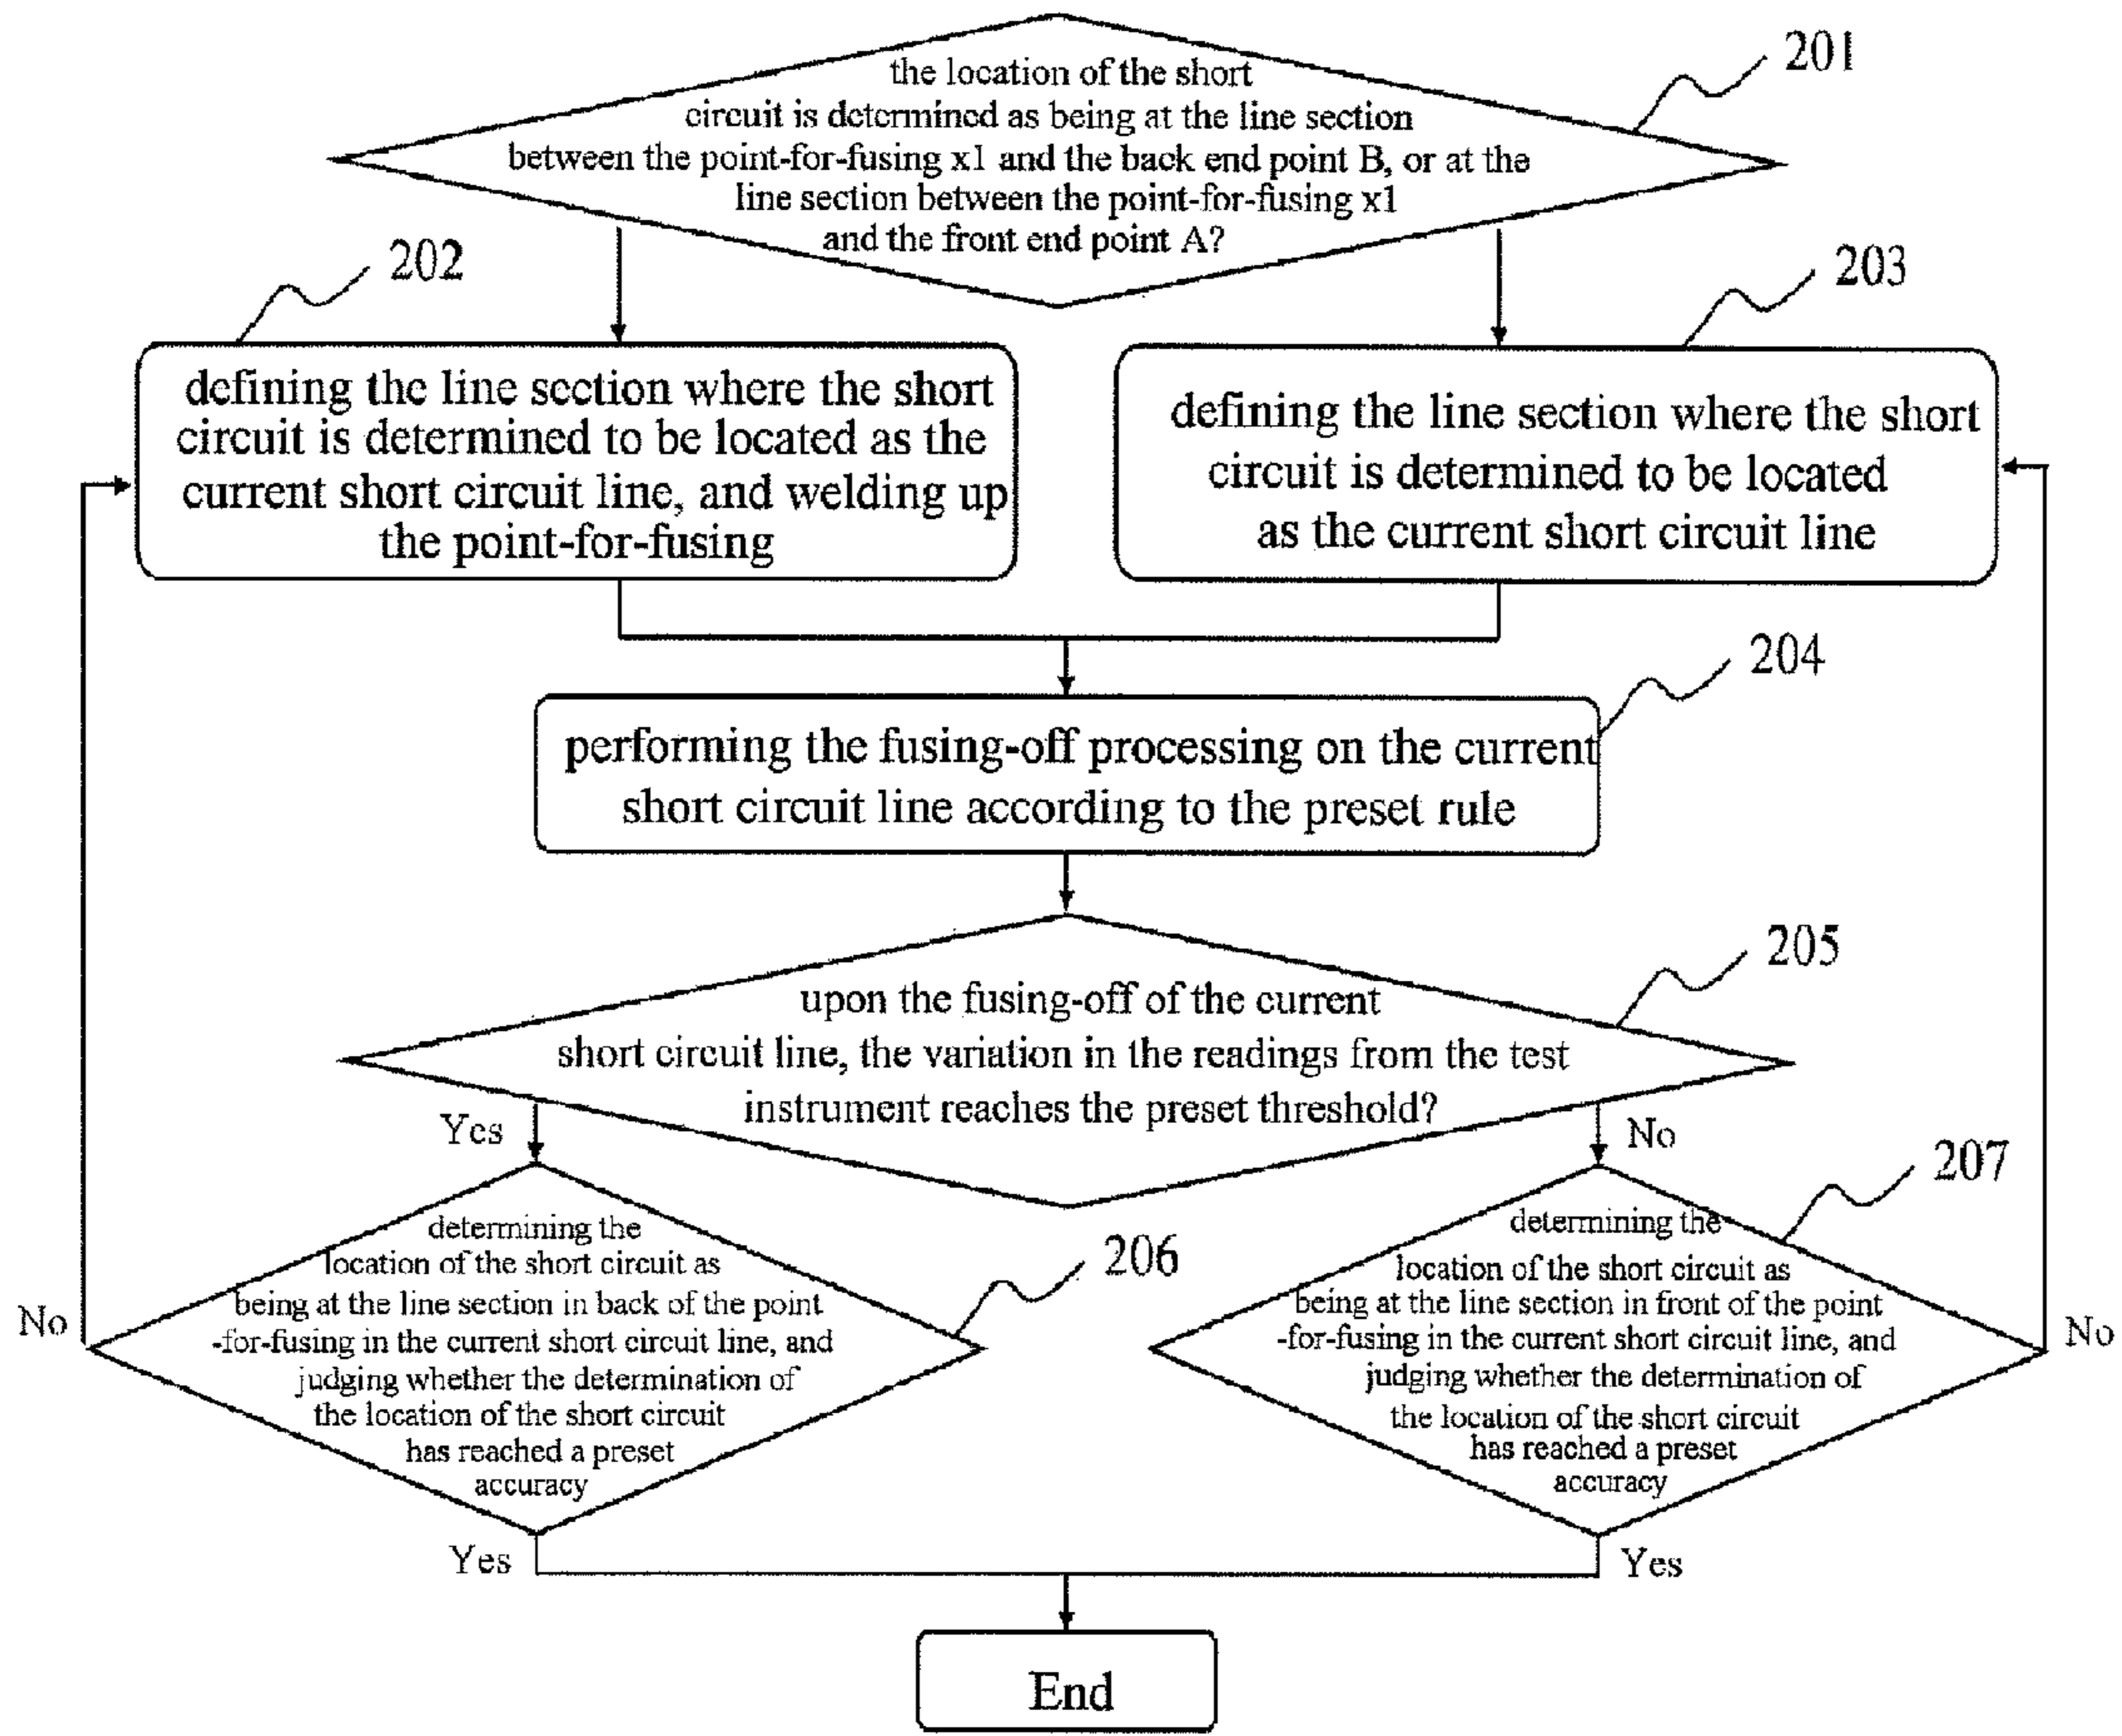 the location of the short
circuit is determined as being at the line section
between the point-for-fusing x1 and the back end point B, or at the
line section between the point-for-fusing x1
and the front end point A?
201
202
203
defining the line section where the short
circuit is determined to be located as the
current short circuit line, and welding up
the point-for-fusing
defining the line section where the short
circuit is determined to be located
as the current short circuit line
204
performing the fusing-off processing on the current
short circuit line according to the preset rule
205
upon the fusing-off of the current
short circuit line, the variation in the readings from the test
instrument reaches the preset threshold?
Yes
No
206
determining the
location of the short circuit as
being at the line section in back of the point
-for-fusing in the current short circuit line, and
judging whether the determination of
the location of the short circuit
has reached a preset
accuracy
No
Yes
207
determining the
location of the short circuit as
being at the line section in front of the point
-for-fusing in the current short circuit line, and
judging whether the determination of
the location of the short circuit
has reached a preset
accuracy
No
Yes
End